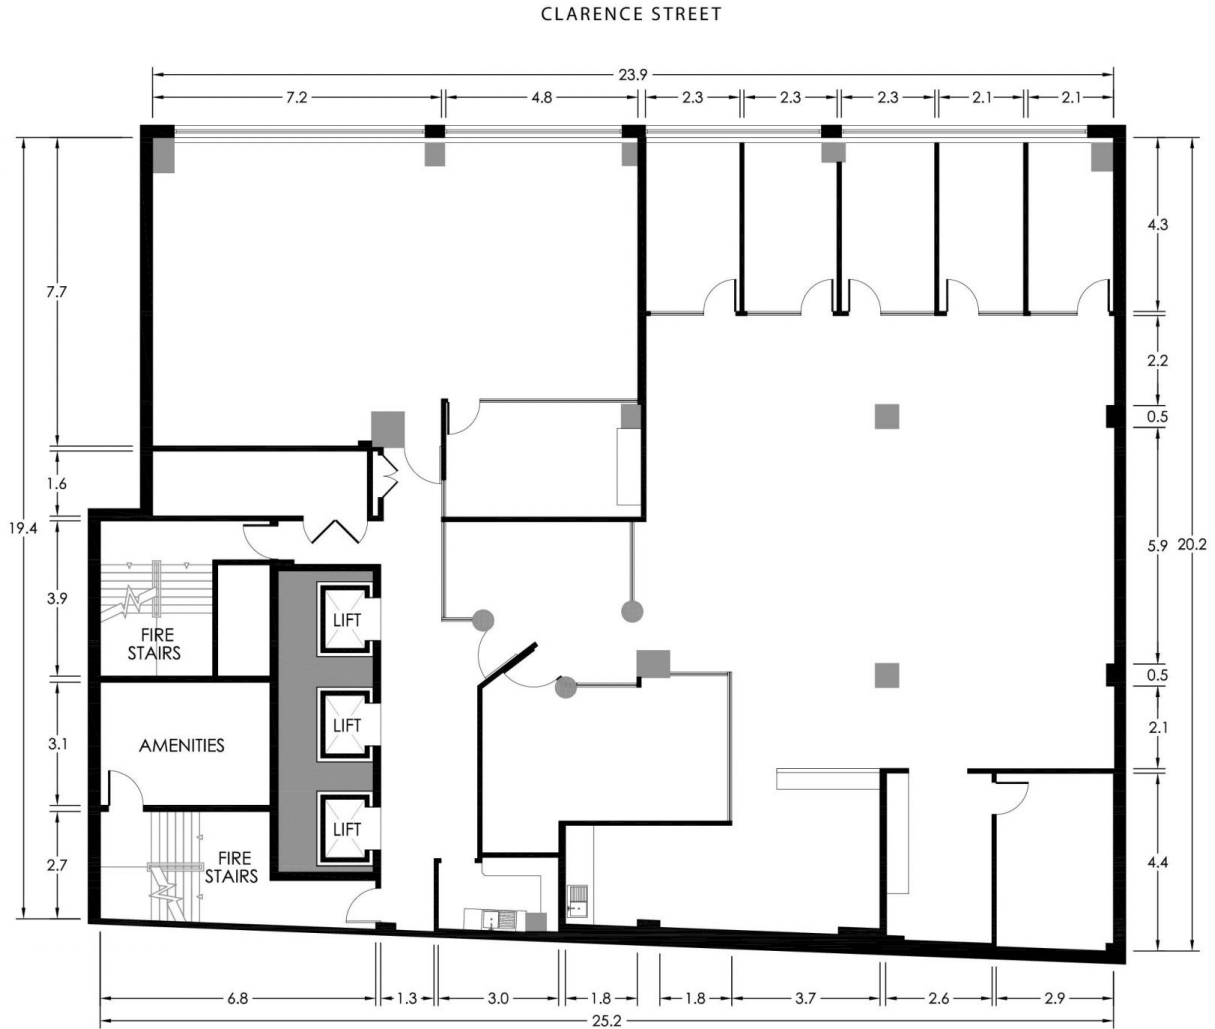 CLARENCE STREET
23.9
7.2 4.8 2.3 2.3 2.3 2.1 2.1
4.3
7.7
2.2
0.5
1.6
19.4
5.9 20.2
3.9
LIFT
FIRE
STAIRS
0.5
LIFT
2.1
3.1
AMENITIES
LIFT
2.7
FIRE
STAIRS
4.4
6.8 1.3 3.0 1.8 1.8 3.7 2.6 2.9
25.2